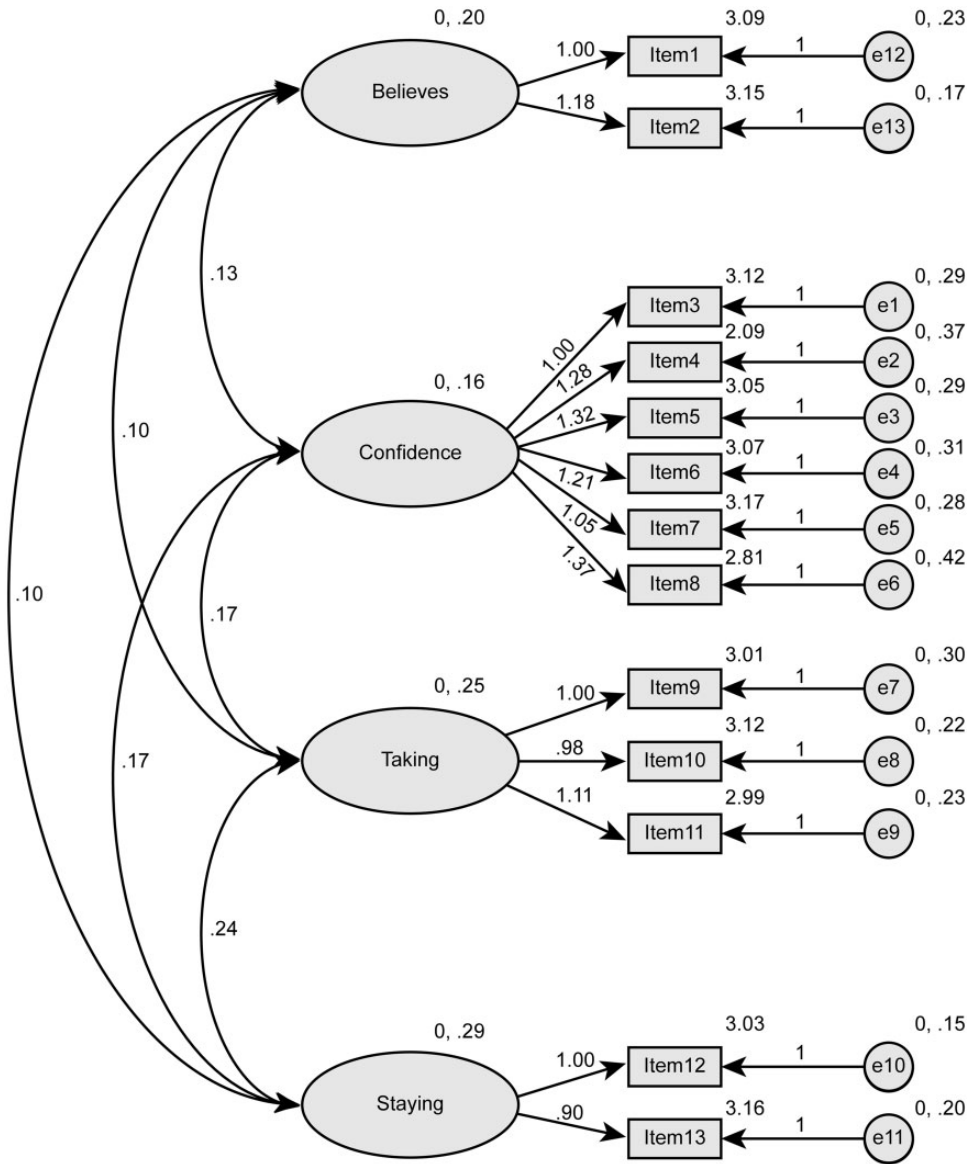 0, .20
3.09
0, .23
Believes
1.00
Item1
1
e12
1.18
3.15
0, .17
Item2
1
e13
.13
.10
.10
0, .16
3.12
0, .29
Confidence
1.00
Item3
1
e1
1.28
2.09
0, .37
Item4
1
e2
1.32
3.05
0, .29
Item5
1
e3
3.07
0, .31
Item6
1
e4
1.21
3.17
0, .28
Item7
1
e5
1.05
2.81
0, .42
Item8
1
e6
1.37
.17
.17
0, .25
3.01
0, .30
Taking
1.00
Item9
1
e7
.98
3.12
0, .22
Item10
1
e8
1.11
2.99
0, .23
Item11
1
e9
.24
0, .29
3.03
0, .15
Staying
1.00
Item12
1
e10
.90
3.16
0, .20
Item13
1
e11